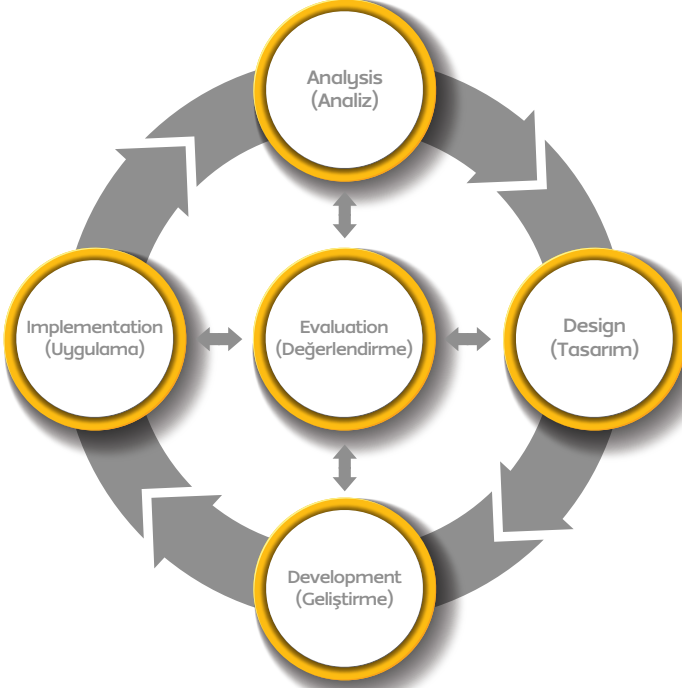 Analysis
(Analiz)
Implementation
(Uygulama)
Evaluation
(Değerlendirme)
Design
(Tasarım)
Development
(Geliştirme)